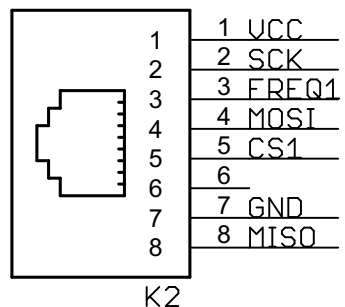 1 1 VCC
2 2 SCK
3 3 FREQ1
4 4 MOSI
5 5 CS1
6 6
7 7 GND
8 8 MISO
K2